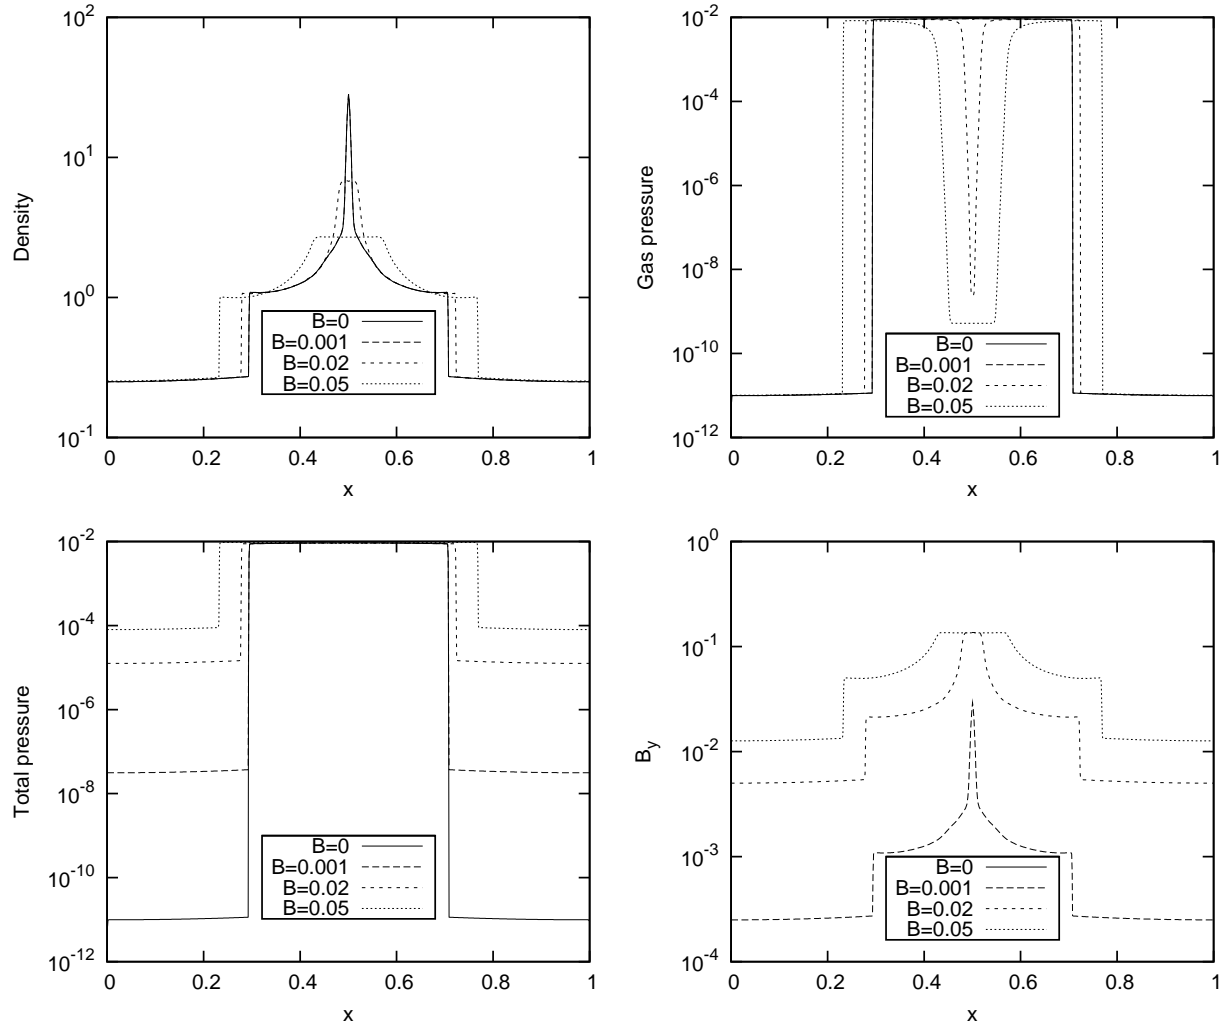 10^2
10^1
10^0
10^-1
Density
0 0.2 0.4 0.6 0.8 1
x
B=0
B=0.001
B=0.02
B=0.05
10^-2
10^-4
10^-6
10^-8
10^-10
10^-12
Gas pressure
0 0.2 0.4 0.6 0.8 1
x
B=0
B=0.001
B=0.02
B=0.05
10^-2
10^-4
10^-6
10^-8
10^-10
10^-12
Total pressure
0 0.2 0.4 0.6 0.8 1
x
B=0
B=0.001
B=0.02
B=0.05
10^0
10^-1
10^-2
10^-3
10^-4
B_y
0 0.2 0.4 0.6 0.8 1
x
B=0
B=0.001
B=0.02
B=0.05